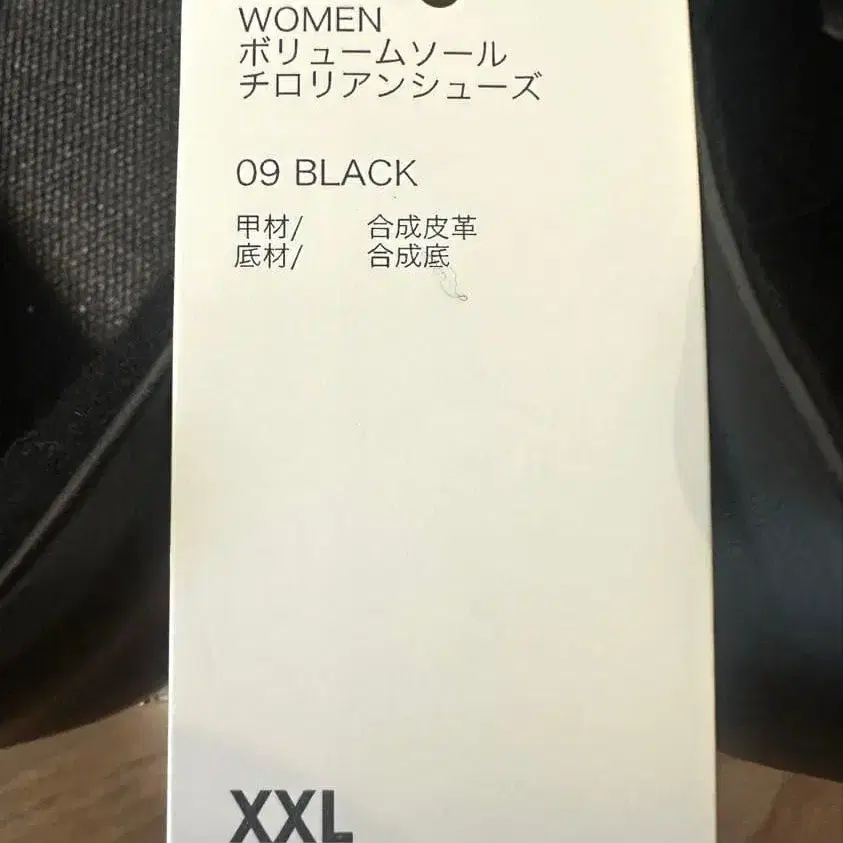 WOMEN
ボリュームソール
チロリアンシューズ
09 BLACK
甲材/ 合成皮革
底材/ 合成底
XXL